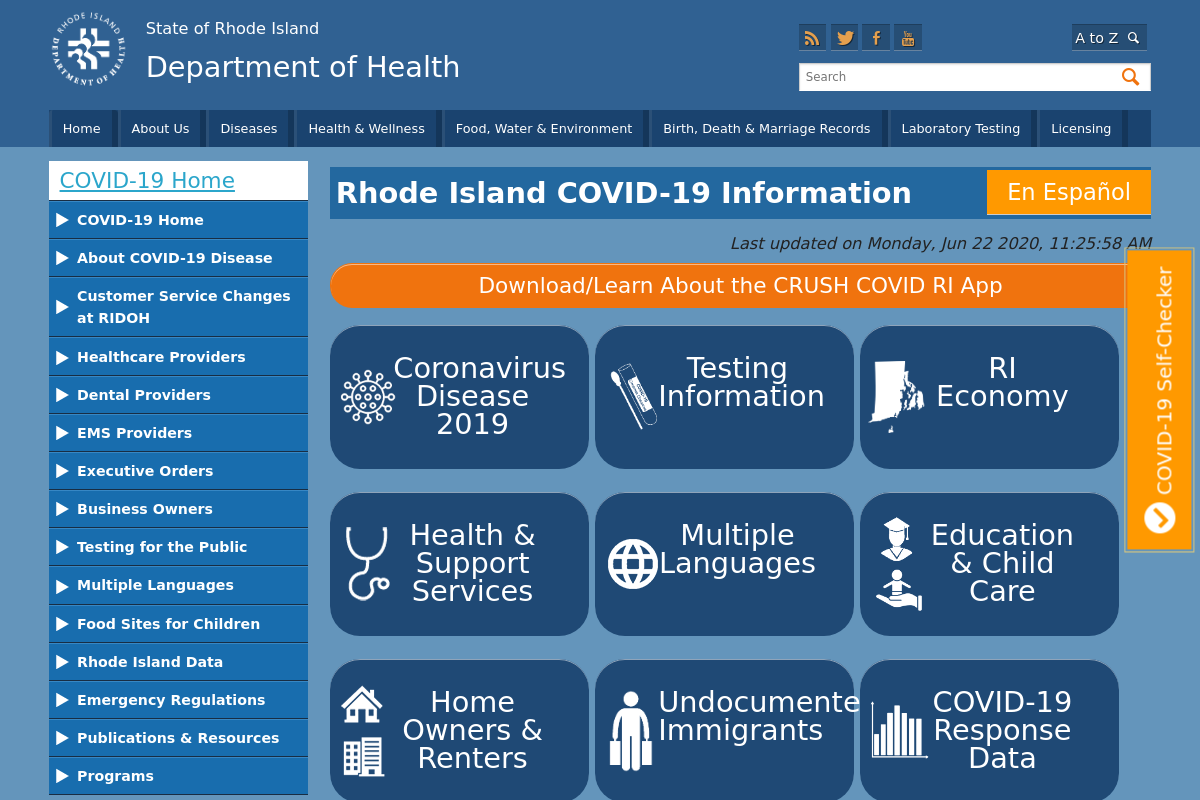 RHODE ISLAND
DEPARTMENT OF HEALTH
State of Rhode Island
Department of Health
You
Tube
A to Z
Search
Home
About Us
Diseases
Health & Wellness
Food, Water & Environment
Birth, Death & Marriage Records
Laboratory Testing
Licensing
COVID-19 Home
COVID-19 Home
About COVID-19 Disease
Customer Service Changes
at RIDOH
Healthcare Providers
Dental Providers
EMS Providers
Executive Orders
Business Owners
Testing for the Public
Multiple Languages
Food Sites for Children
Rhode Island Data
Emergency Regulations
Publications & Resources
Programs
Rhode Island COVID-19 Information
En Español
Last updated on Monday, Jun 22 2020, 11:25:58 AM
Download/Learn About the CRUSH COVID RI App
Coronavirus
Disease
2019
Testing
Information
RI
Economy
Health &
Support
Services
Multiple
Languages
Education
& Child
Care
Home
Owners &
Renters
Undocumente
Immigrants
COVID-19
Response
Data
COVID-19 Self-Checker